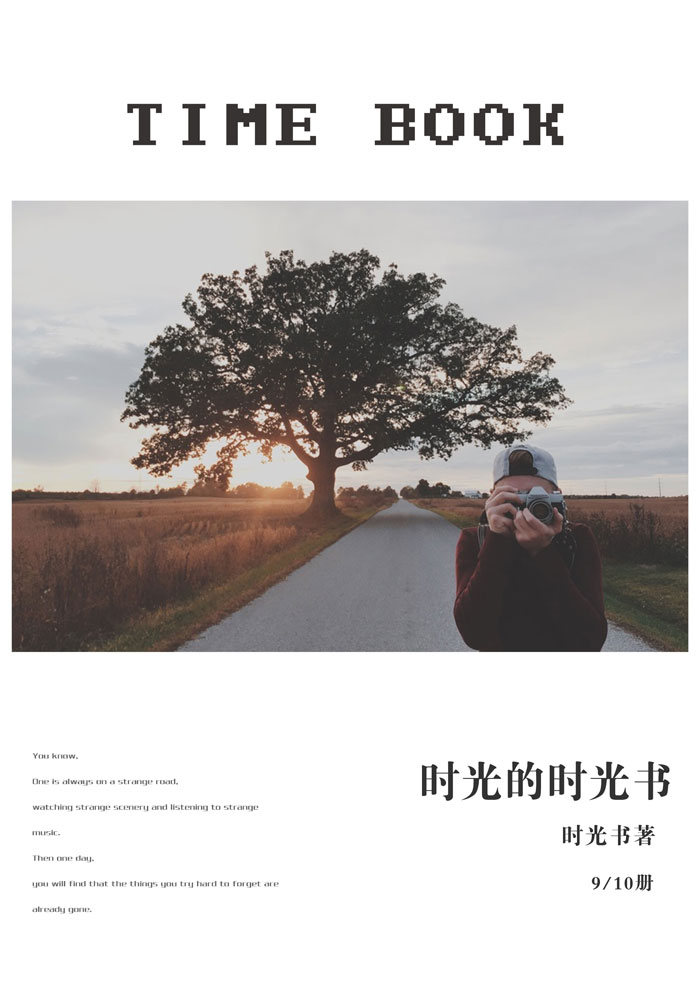 TIME BOOK
You know,
One is always on a strange road,
watching strange scenery and listening to strange
music.
Then one day,
you will find that the things you try hard to forget are
already gone.
时光的时光书
时光书著
9/10册